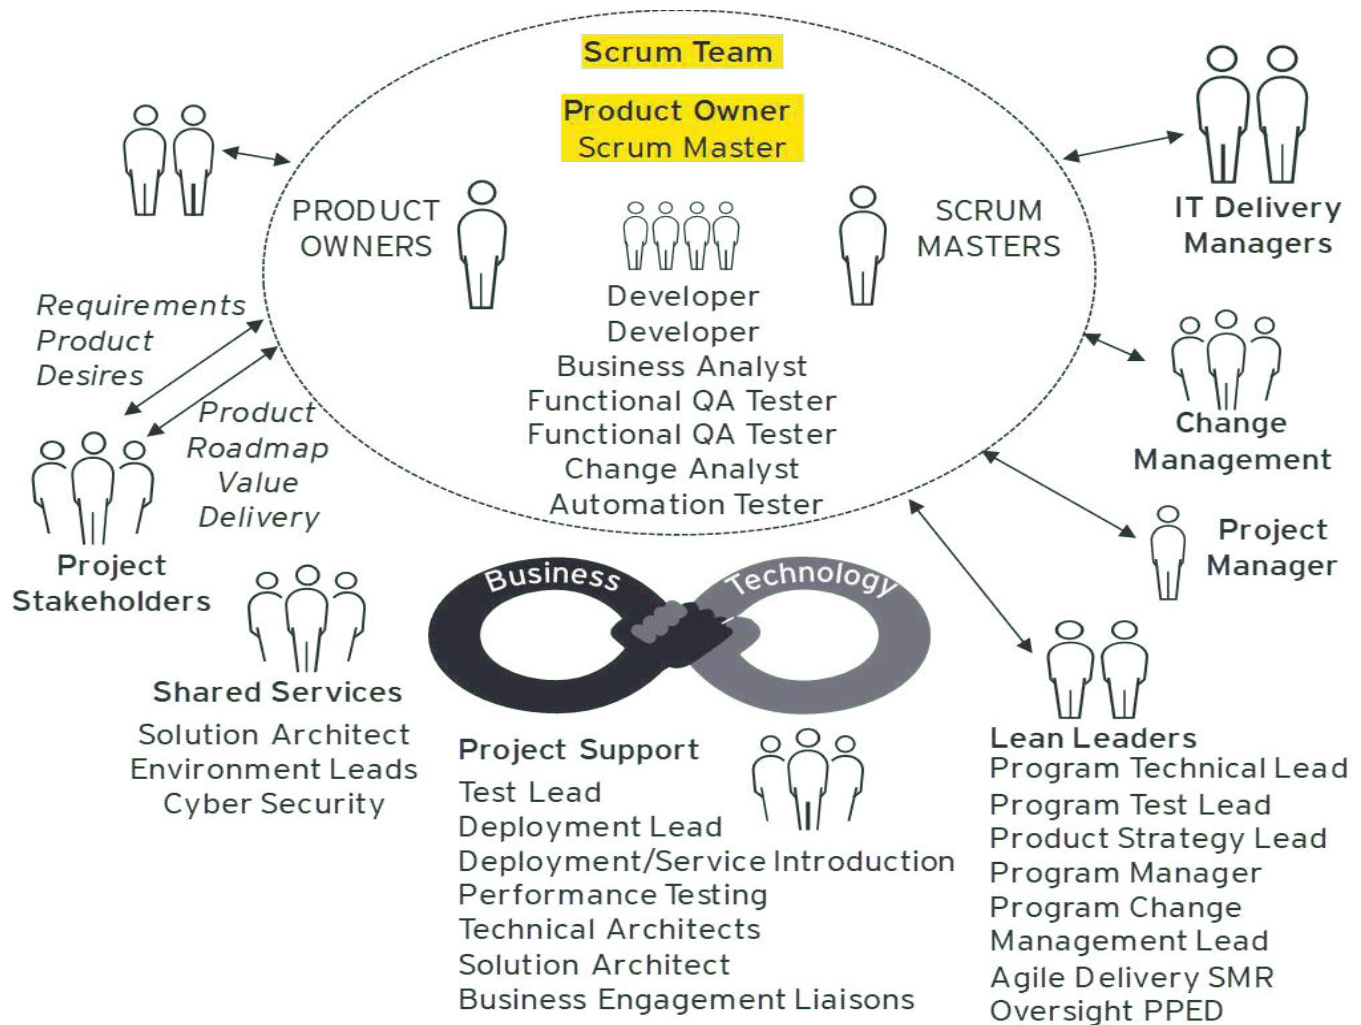 Scrum Team
Product Owner
Scrum Master
PRODUCT
OWNERS
SCRUM
MASTERS
Developer
Developer
Business Analyst
Functional QA Tester
Functional QA Tester
Change Analyst
Automation Tester
IT Delivery
Managers
Requirements
Product
Desires
Product
Roadmap
Value
Delivery
Project
Stakeholders
Change
Management
Project
Manager
Business
Technology
Shared Services
Solution Architect
Environment Leads
Cyber Security
Project Support
Test Lead
Deployment Lead
Deployment/Service Introduction
Performance Testing
Technical Architects
Solution Architect
Business Engagement Liaisons
Lean Leaders
Program Technical Lead
Program Test Lead
Product Strategy Lead
Program Manager
Program Change
Management Lead
Agile Delivery SMR
Oversight PPED